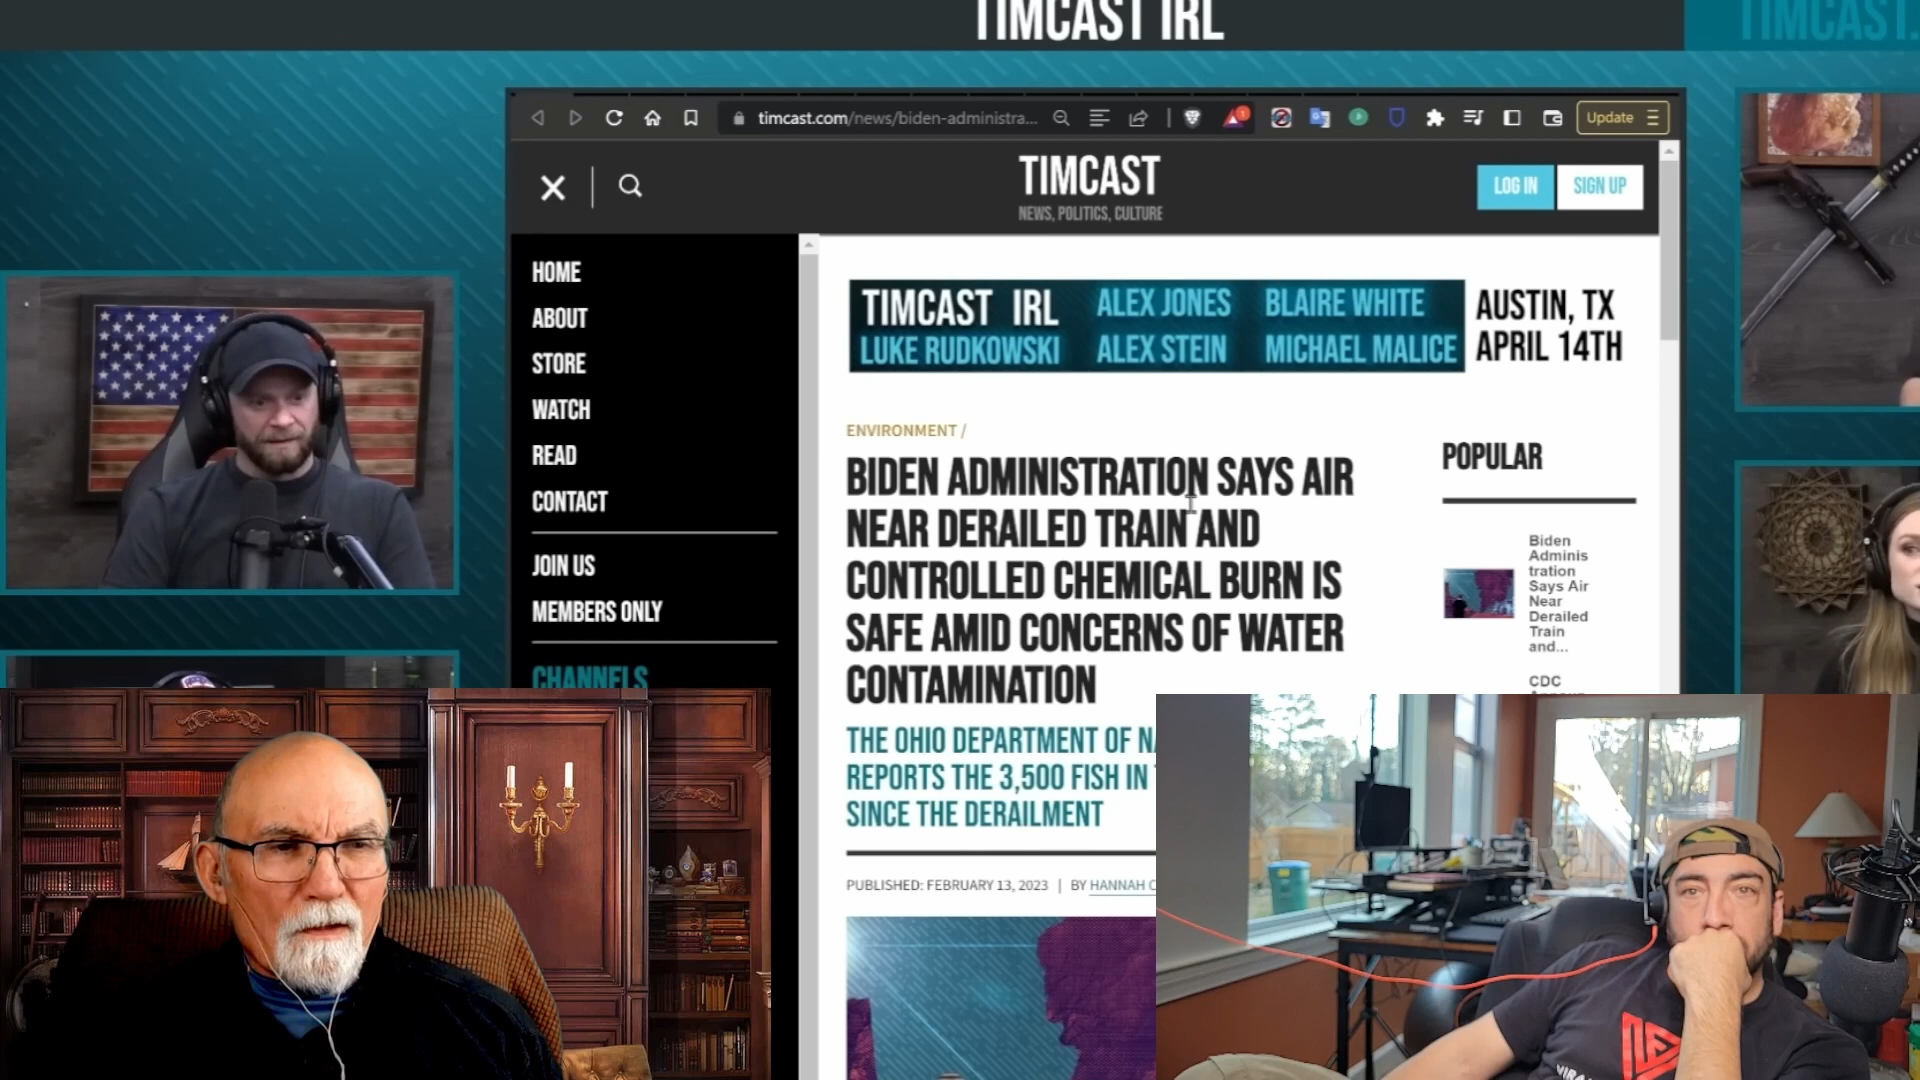 TIMCAST IRL
TIMCAST.
timcast.com/news/biden-administra...
Update
TIMCAST
NEWS, POLITICS, CULTURE
LOG IN
SIGN UP
HOME
ABOUT
STORE
WATCH
READ
CONTACT
JOIN US
MEMBERS ONLY
CHANNELS
TIMCAST IRL ALEX JONES BLAIRE WHITE
LUKE RUDKOWSKI ALEX STEIN MICHAEL MALICE
AUSTIN, TX
APRIL 14TH
ENVIRONMENT /
BIDEN ADMINISTRATION SAYS AIR
NEAR DERAILED TRAIN AND
CONTROLLED CHEMICAL BURN IS
SAFE AMID CONCERNS OF WATER
CONTAMINATION
THE OHIO DEPARTMENT OF
REPORTS THE 3,500 FISH IN
SINCE THE DERAILMENT
PUBLISHED: FEBRUARY 13, 2023 | BY HANNAH
POPULAR
Biden
Adminis
tration
Says Air
Near
Derailed
Train
and...
CDC